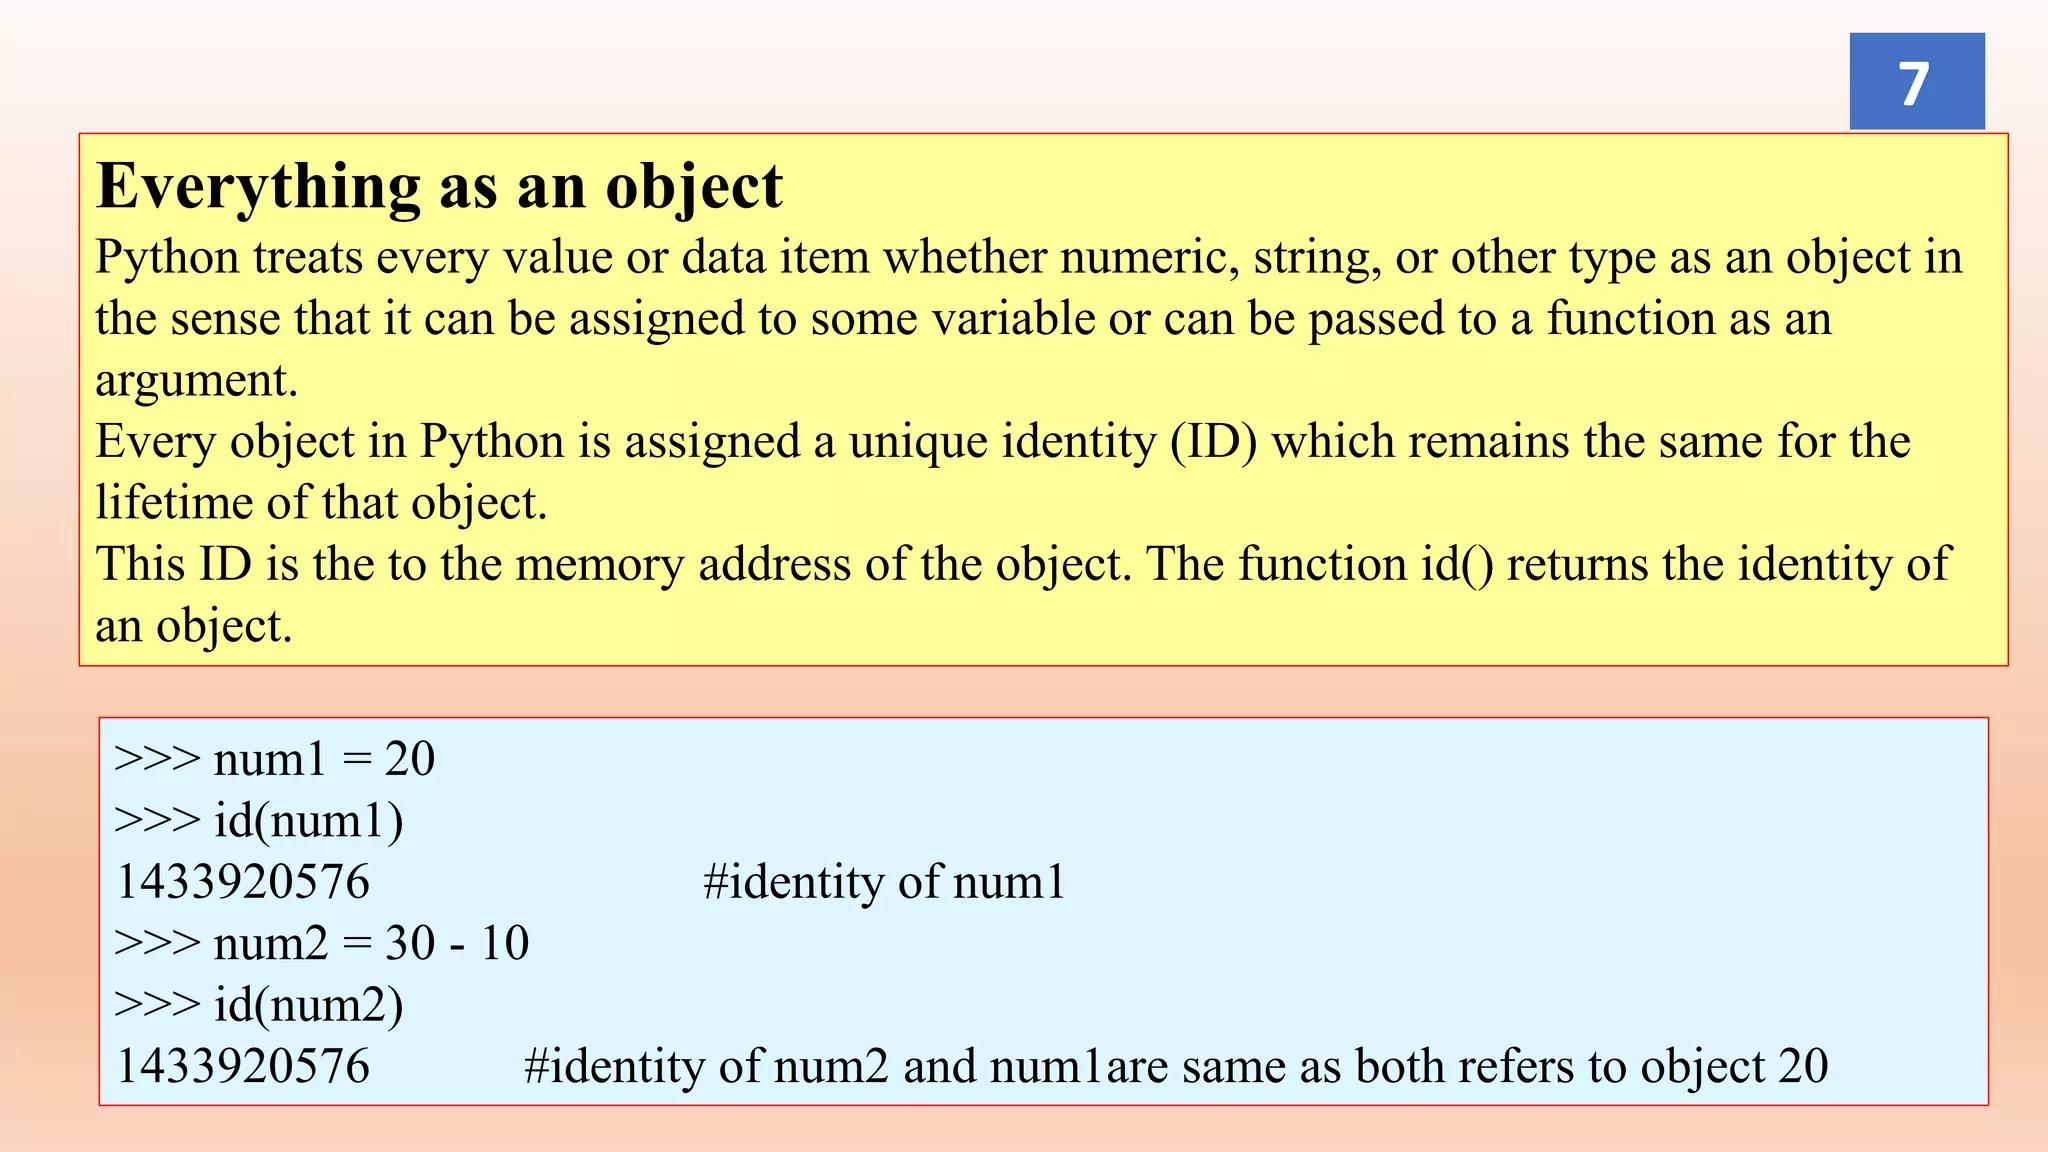 7
Everything as an object
Python treats every value or data item whether numeric, string, or other type as an object in
the sense that it can be assigned to some variable or can be passed to a function as an
argument.
Every object in Python is assigned a unique identity (ID) which remains the same for the
lifetime of that object.
This ID is the to the memory address of the object. The function id() returns the identity of
an object.
>>> num1 = 20
>>> id(num1)
1433920576 #identity of num1
>>> num2 = 30 - 10
>>> id(num2)
1433920576 #identity of num2 and num1are same as both refers to object 20